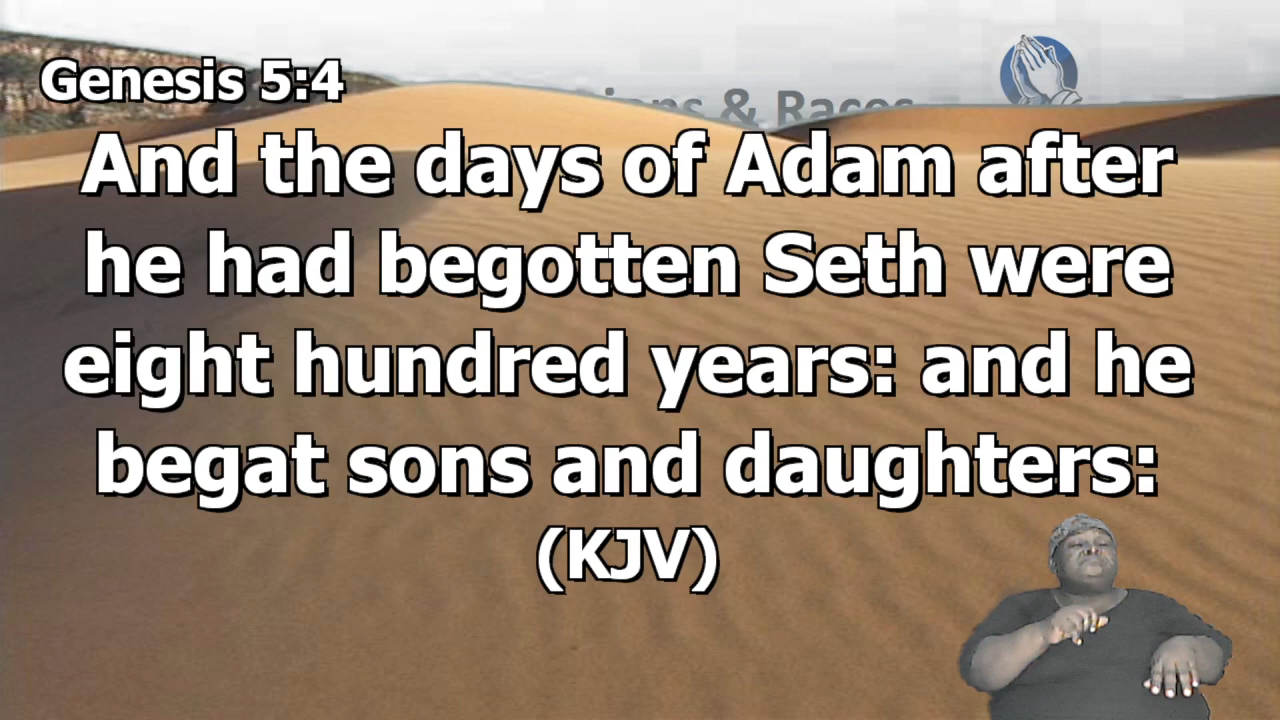 Genesis 5:4
& Races
And the days of Adam after
he had begotten Seth were
eight hundred years: and he
begat sons and daughters:
(KJV)